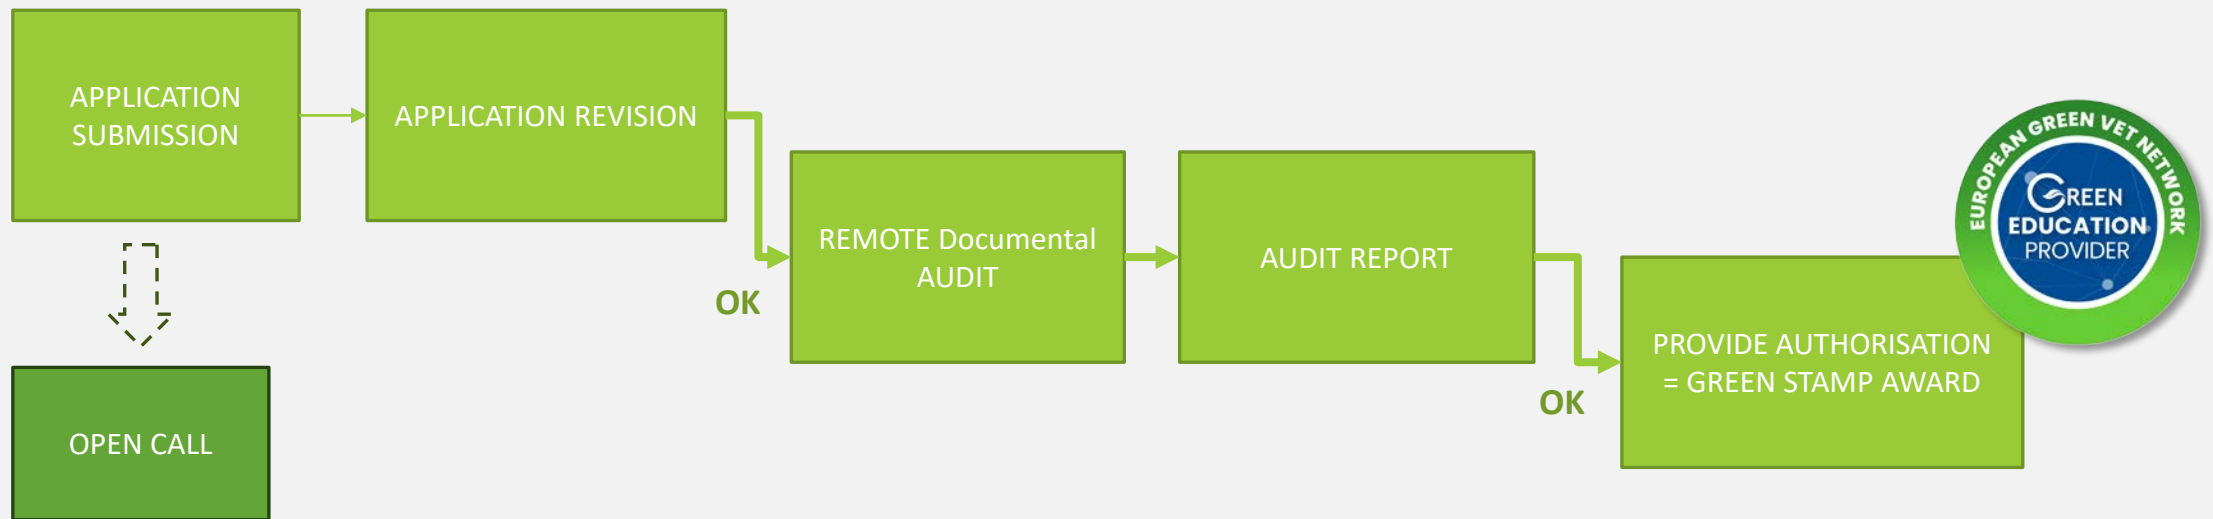 APPLICATION
SUBMISSION
APPLICATION REVISION
OK
REMOTE Documental
AUDIT
AUDIT REPORT
OK
PROVIDE AUTHORISATION
= GREEN STAMP AWARD
EUROPEAN GREEN VET NETWORK
GREEN
EDUCATION
PROVIDER
OPEN CALL